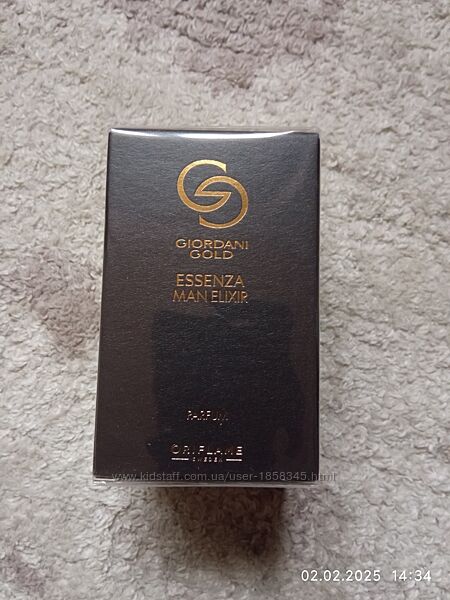 GIORDANI
GOLD
ESSENZA
MAN ELIXIR
PARFUM
ORIFLAME
SWEDEN
www.kidstaff.com.ua/user-1858345.html
02.02.2025 14:34